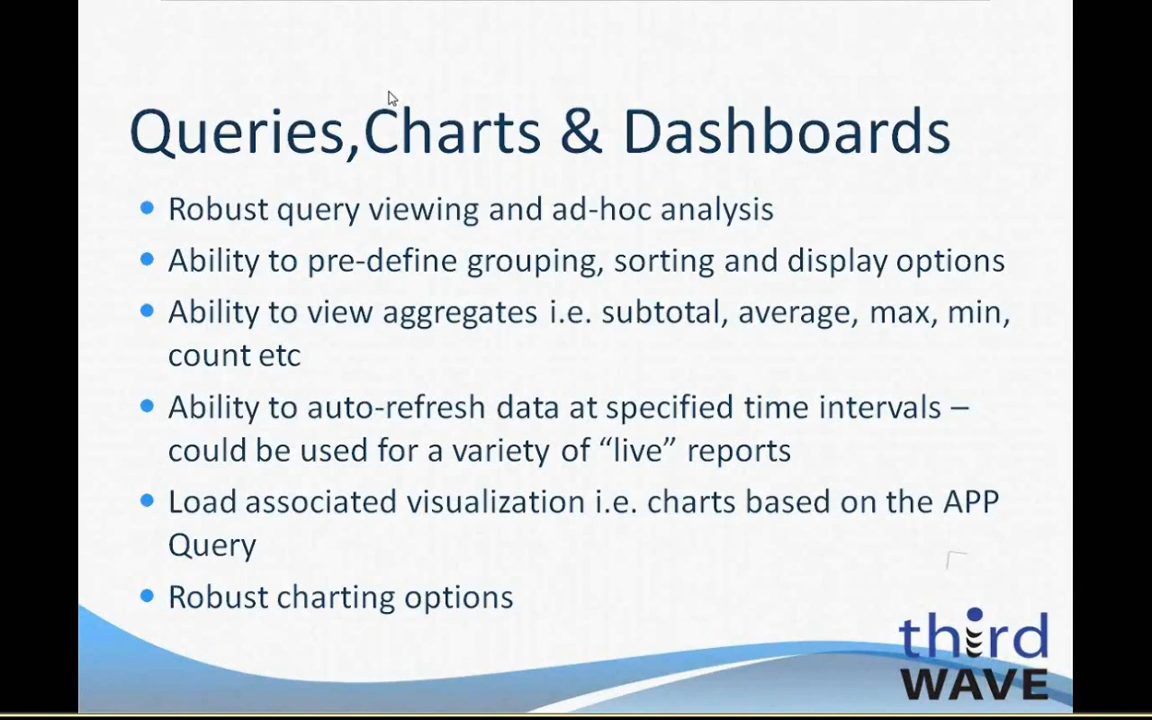 Queries,Charts & Dashboards
Robust query viewing and ad-hoc analysis
Ability to pre-define grouping, sorting and display options
Ability to view aggregates i.e. subtotal, average, max, min,
count etc
Ability to auto-refresh data at specified time intervals –
could be used for a variety of “live” reports
Load associated visualization i.e. charts based on the APP
Query
Robust charting options
third
WAVE